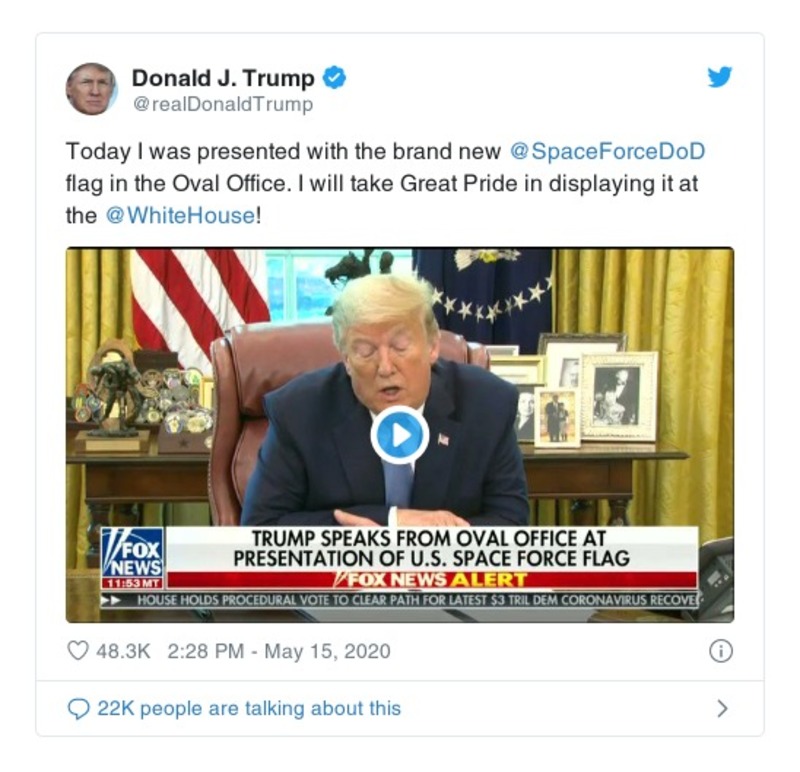 Donald J. Trump
@realDonaldTrump
Today I was presented with the brand new @SpaceForceDoD
flag in the Oval Office. I will take Great Pride in displaying it at
the @WhiteHouse!
TRUMP SPEAKS FROM OVAL OFFICE AT
PRESENTATION OF U.S. SPACE FORCE FLAG
FOX
NEWS
11:53 MT
FOX NEWS ALERT
HOUSE HOLDS PROCEDURAL VOTE TO CLEAR PATH FOR LATEST $3 TRIL DEM CORONAVIRUS RECOVE
48.3K 2:28 PM - May 15, 2020
22K people are talking about this